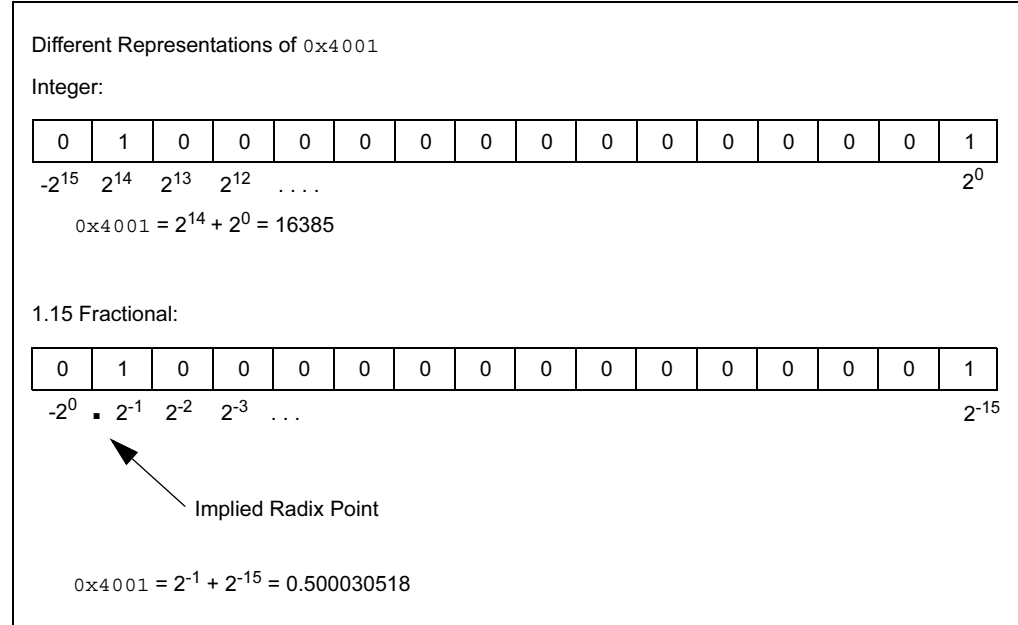 Different Representations of 0x4001
Integer:
0 1 0 0 0 0 0 0 0 0 0 0 0 0 0 1
-2^15 2^14 2^13 2^12 .... 2^0
0x4001 = 2^14 + 2^0 = 16385
1.15 Fractional:
0 1 0 0 0 0 0 0 0 0 0 0 0 0 0 1
-2^0 . 2^-1 2^-2 2^-3 ... 2^-15
Implied Radix Point
0x4001 = 2^-1 + 2^-15 = 0.500030518